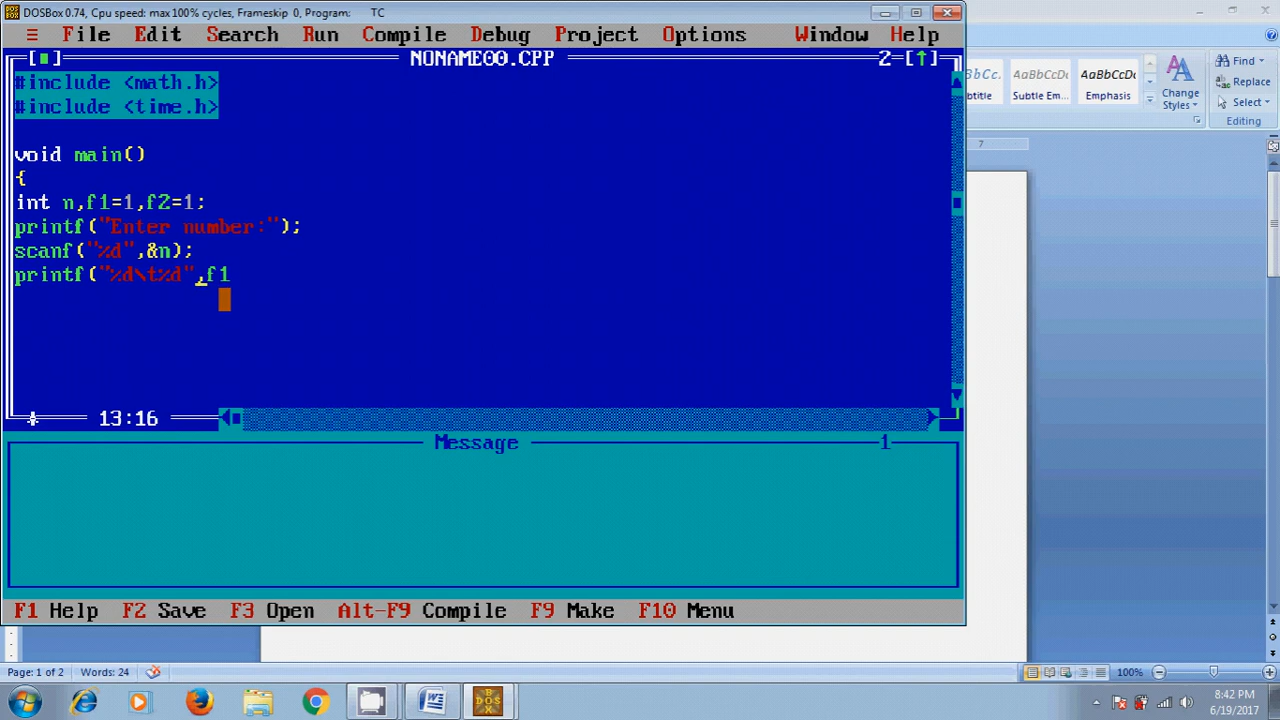 DOSBox 0.74, Cpu speed: max 100% cycles, Frameskip 0, Program: TC
≡ File Edit Search Run Compile Debug Project Options Window Help
[■] NONAME00.CPP 2=[↑]
#include <math.h>
#include <time.h>
void main()
{
int n,f1=1,f2=1;
printf("Enter number:");
scanf("%d",&n);
printf("%d\t%d",f1
13:16
Message 1
F1 Help F2 Save F3 Open Alt-F9 Compile F9 Make F10 Menu
AaBbCcDc AaBbCcDc
btitle Subtle Em... Emphasis
Change
Styles
Find
Replace
Select
Editing
7
Page: 1 of 2 Words: 24 100%
DOS
8:42 PM
6/19/2017